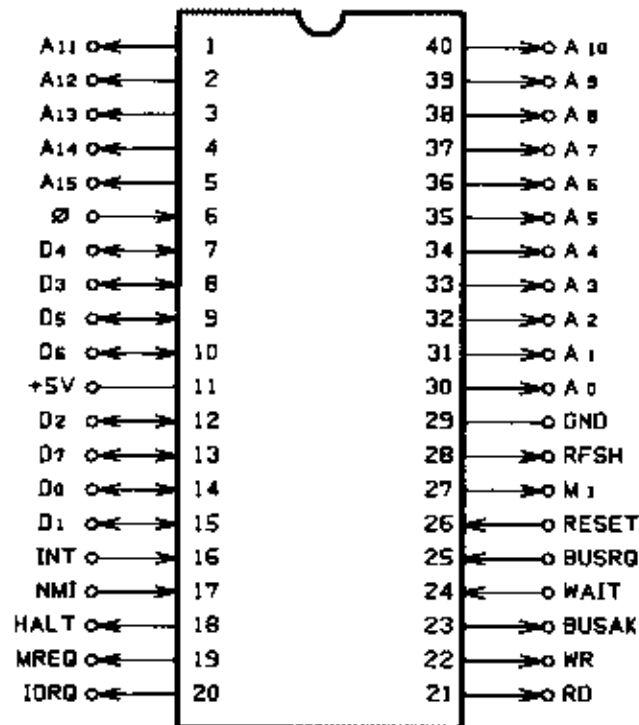 A11 1 40 A10
A12 2 39 A9
A13 3 38 A8
A14 4 37 A7
A15 5 36 A6
Ø 6 35 A5
D4 7 34 A4
D3 8 33 A3
D5 9 32 A2
D6 10 31 A1
+5V 11 30 A0
D2 12 29 GND
D7 13 28 RFSH
D0 14 27 M1
D1 15 26 RESET
INT 16 25 BUSRQ
NMI 17 24 WAIT
HALT 18 23 BUSAK
MREQ 19 22 WR
IORQ 20 21 RD